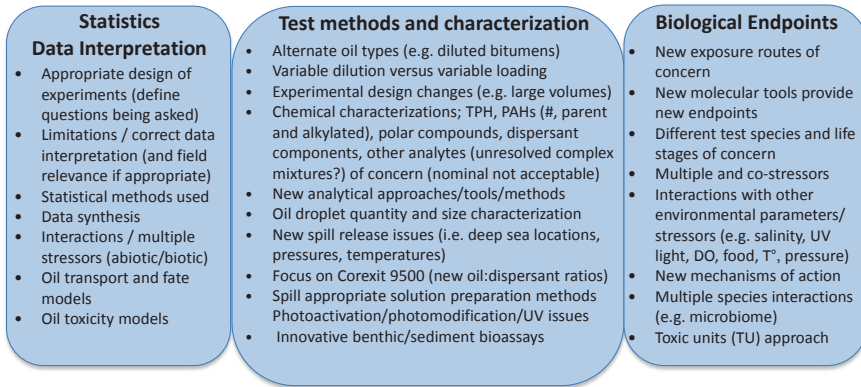 Statistics
Data Interpretation
• Appropriate design of
experiments (define
questions being asked)
• Limitations / correct data
interpretation (and field
relevance if appropriate)
• Statistical methods used
• Data synthesis
• Interactions / multiple
stressors (abiotic/biotic)
• Oil transport and fate
models
• Oil toxicity models
Test methods and characterization
• Alternate oil types (e.g. diluted bitumens)
• Variable dilution versus variable loading
• Experimental design changes (e.g. large volumes)
• Chemical characterizations; TPH, PAHs (#, parent
and alkylated), polar compounds, dispersant
components, other analytes (unresolved complex
mixtures?) of concern (nominal not acceptable)
• New analytical approaches/tools/methods
• Oil droplet quantity and size characterization
• New spill release issues (i.e. deep sea locations,
pressures, temperatures)
• Focus on Corexit 9500 (new oil:dispersant ratios)
• Spill appropriate solution preparation methods
Photoactivation/photomodification/UV issues
• Innovative benthic/sediment bioassays
Biological Endpoints
• New exposure routes of
concern
• New molecular tools provide
new endpoints
• Different test species and life
stages of concern
• Multiple and co-stressors
• Interactions with other
environmental parameters/
stressors (e.g. salinity, UV
light, DO, food, T°, pressure)
• New mechanisms of action
• Multiple species interactions
(e.g. microbiome)
• Toxic units (TU) approach